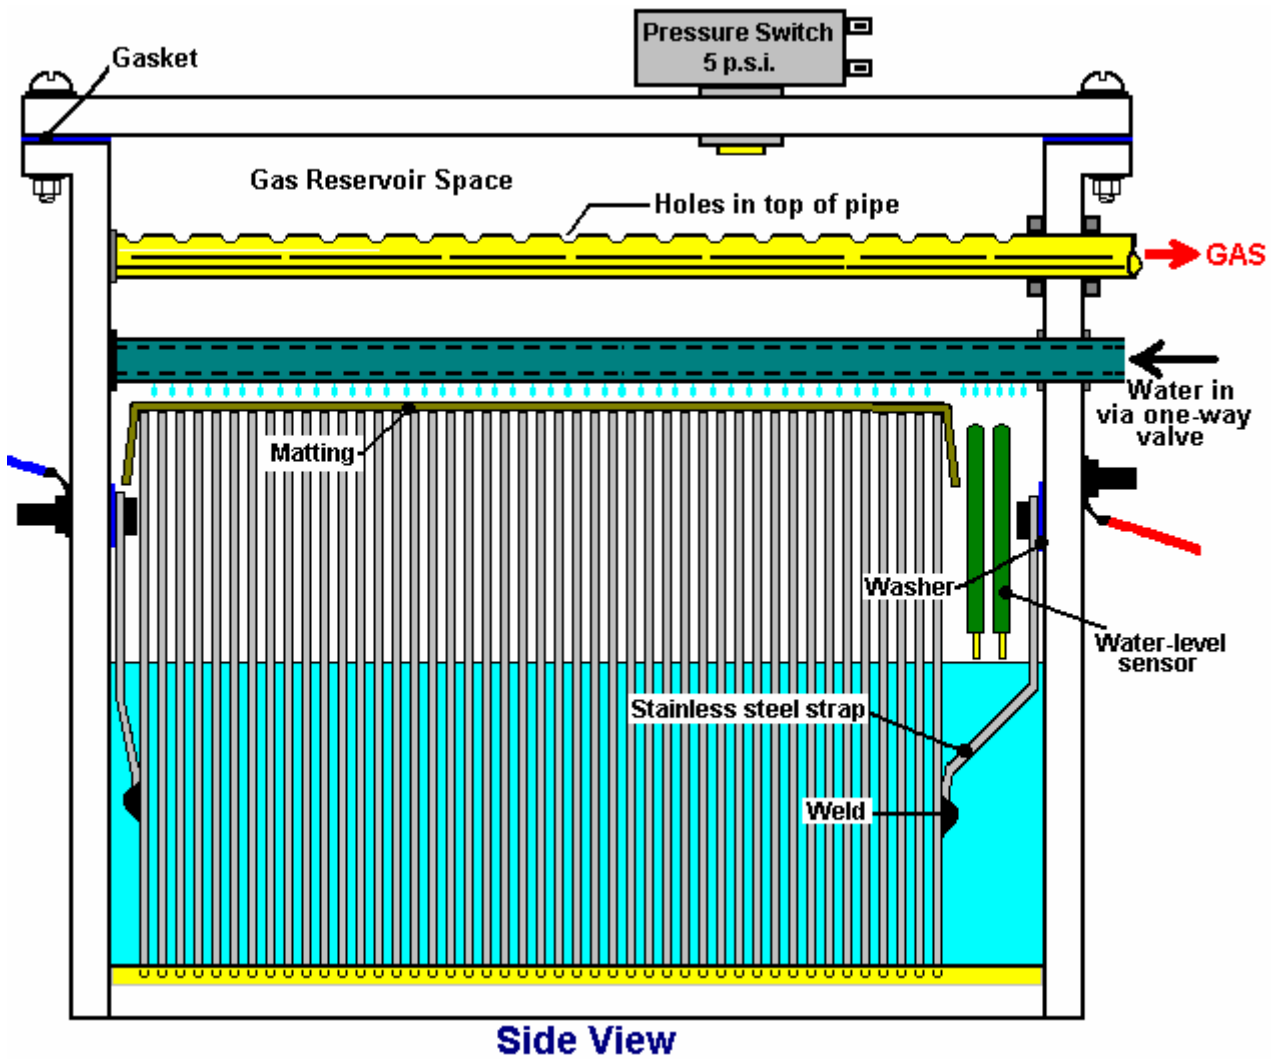 Pressure Switch
5 p.s.i.
Gasket
Gas Reservoir Space
Holes in top of pipe
GAS
Water in
via one-way
valve
Matting
Washer
Water-level
sensor
Stainless steel strap
Weld
Side View